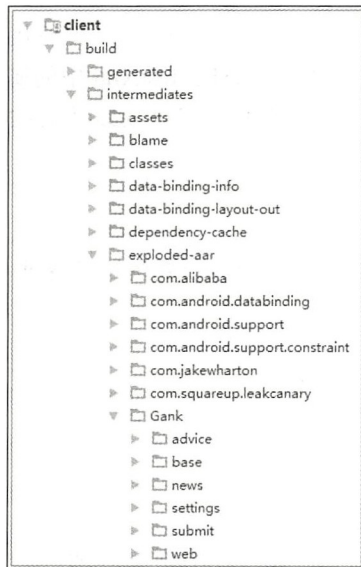 client
build
generated
intermediates
assets
blame
classes
data-binding-info
data-binding-layout-out
dependency-cache
exploded-aar
com.alibaba
com.android.databinding
com.android.support
com.android.support.constraint
com.jakewharton
com.squareup.leakcanary
Gank
advice
base
news
settings
submit
web